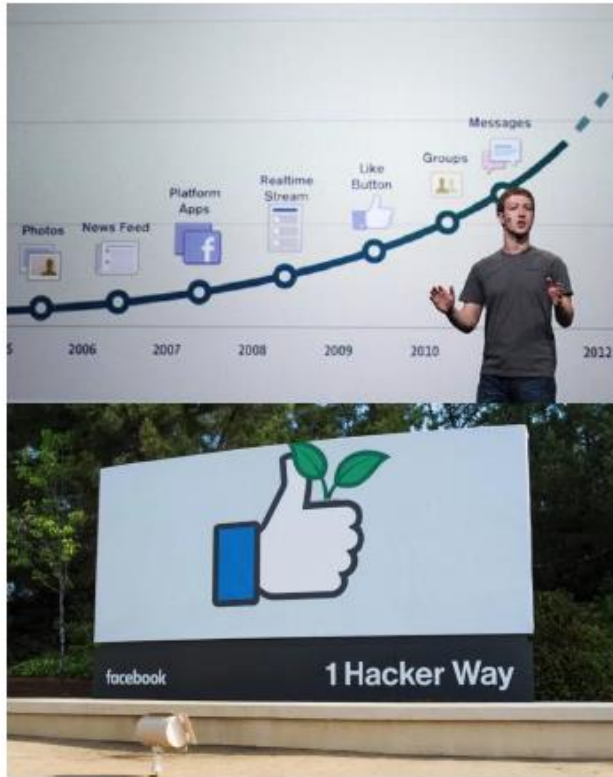 Messages
Groups
Like
Button
Realtime
Stream
Platform
Apps
News Feed
Photos
5 2006 2007 2008 2009 2010 2012
facebook 1 Hacker Way